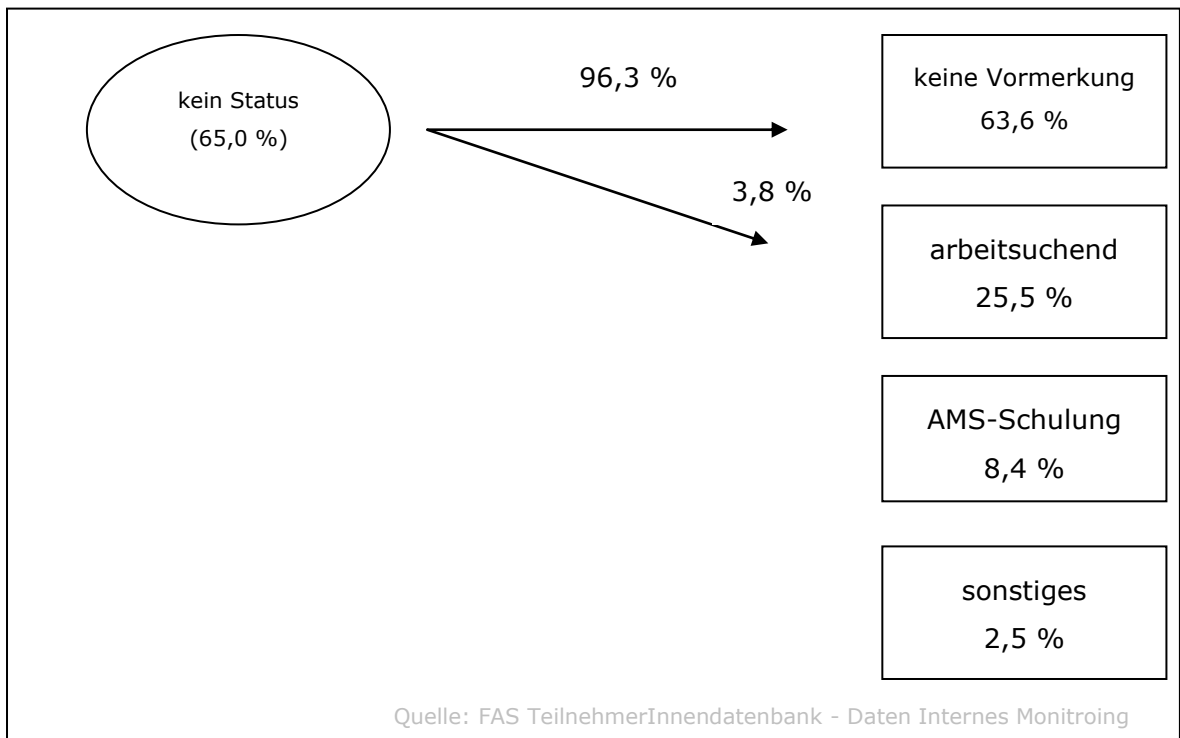 kein Status
(65,0 %)
96,3 %
3,8 %
keine Vormerkung
63,6 %
arbeitsuchend
25,5 %
AMS-Schulung
8,4 %
sonstiges
2,5 %
Quelle: FAS TeilnehmerInnendatenbank - Daten Internes Monitroing